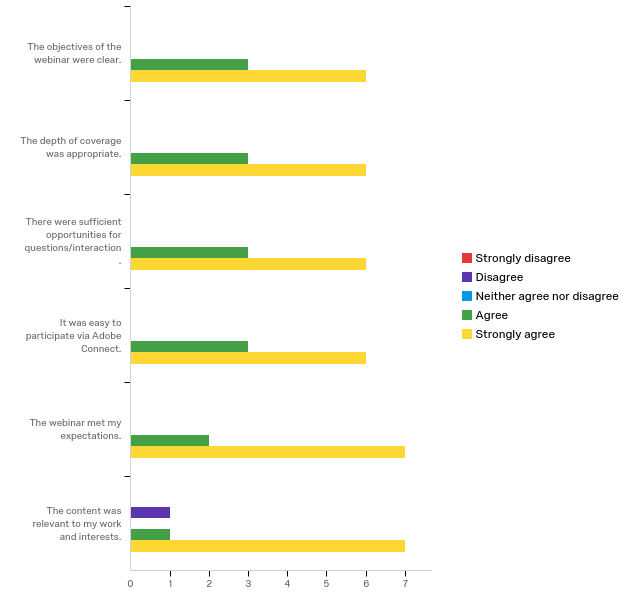 The objectives of the
webinar were clear.
The depth of coverage
was appropriate.
There were sufficient
opportunities for
questions/interaction
.
It was easy to
participate via Adobe
Connect.
The webinar met my
expectations.
The content was
relevant to my work
and interests.
0 1 2 3 4 5 6 7
Strongly disagree
Disagree
Neither agree nor disagree
Agree
Strongly agree